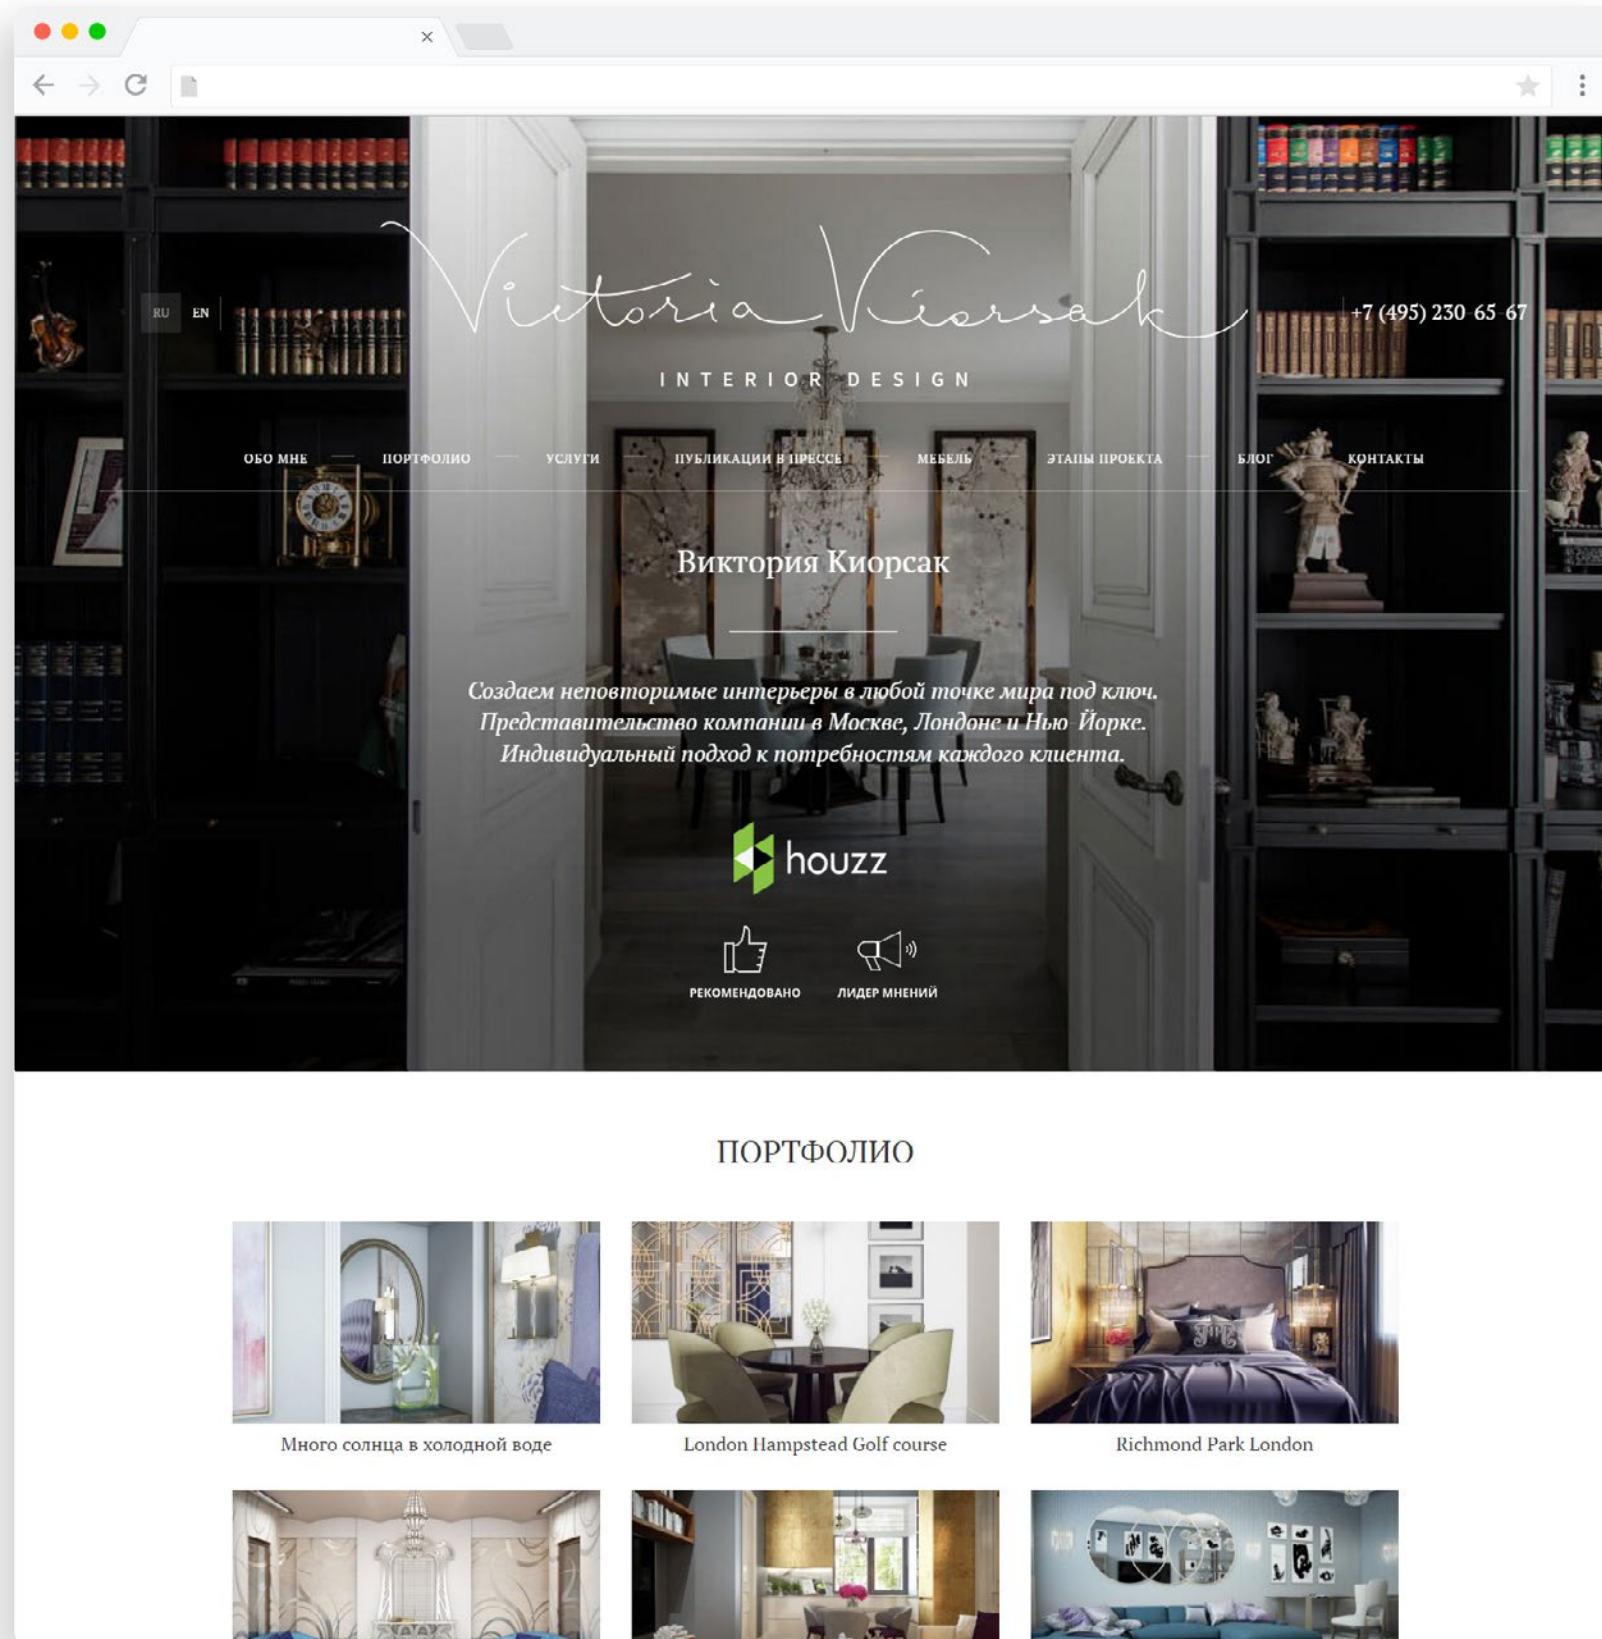 Victoria Kiorsak
RU EN
+7 (495) 230-65-67
INTERIOR DESIGN
ОБО МНЕ
ПОРТФОЛИО
УСЛУГИ
ПУБЛИКАЦИИ В ПРЕССЕ
МЕБЕЛЬ
ЭТАПЫ ПРОЕКТА
БЛОГ
КОНТАКТЫ
Виктория Киорсак
Создаем неповторимые интерьеры в любой точке мира под ключ.
Представительство компании в Москве, Лондоне и Нью-Йорке.
Индивидуальный подход к потребностям каждого клиента.
houzz
РЕКОМЕНДОВАНО
ЛИДЕР МНЕНИЙ
ПОРТФОЛИО
Много солнца в холодной воде
London Hampstead Golf course
Richmond Park London